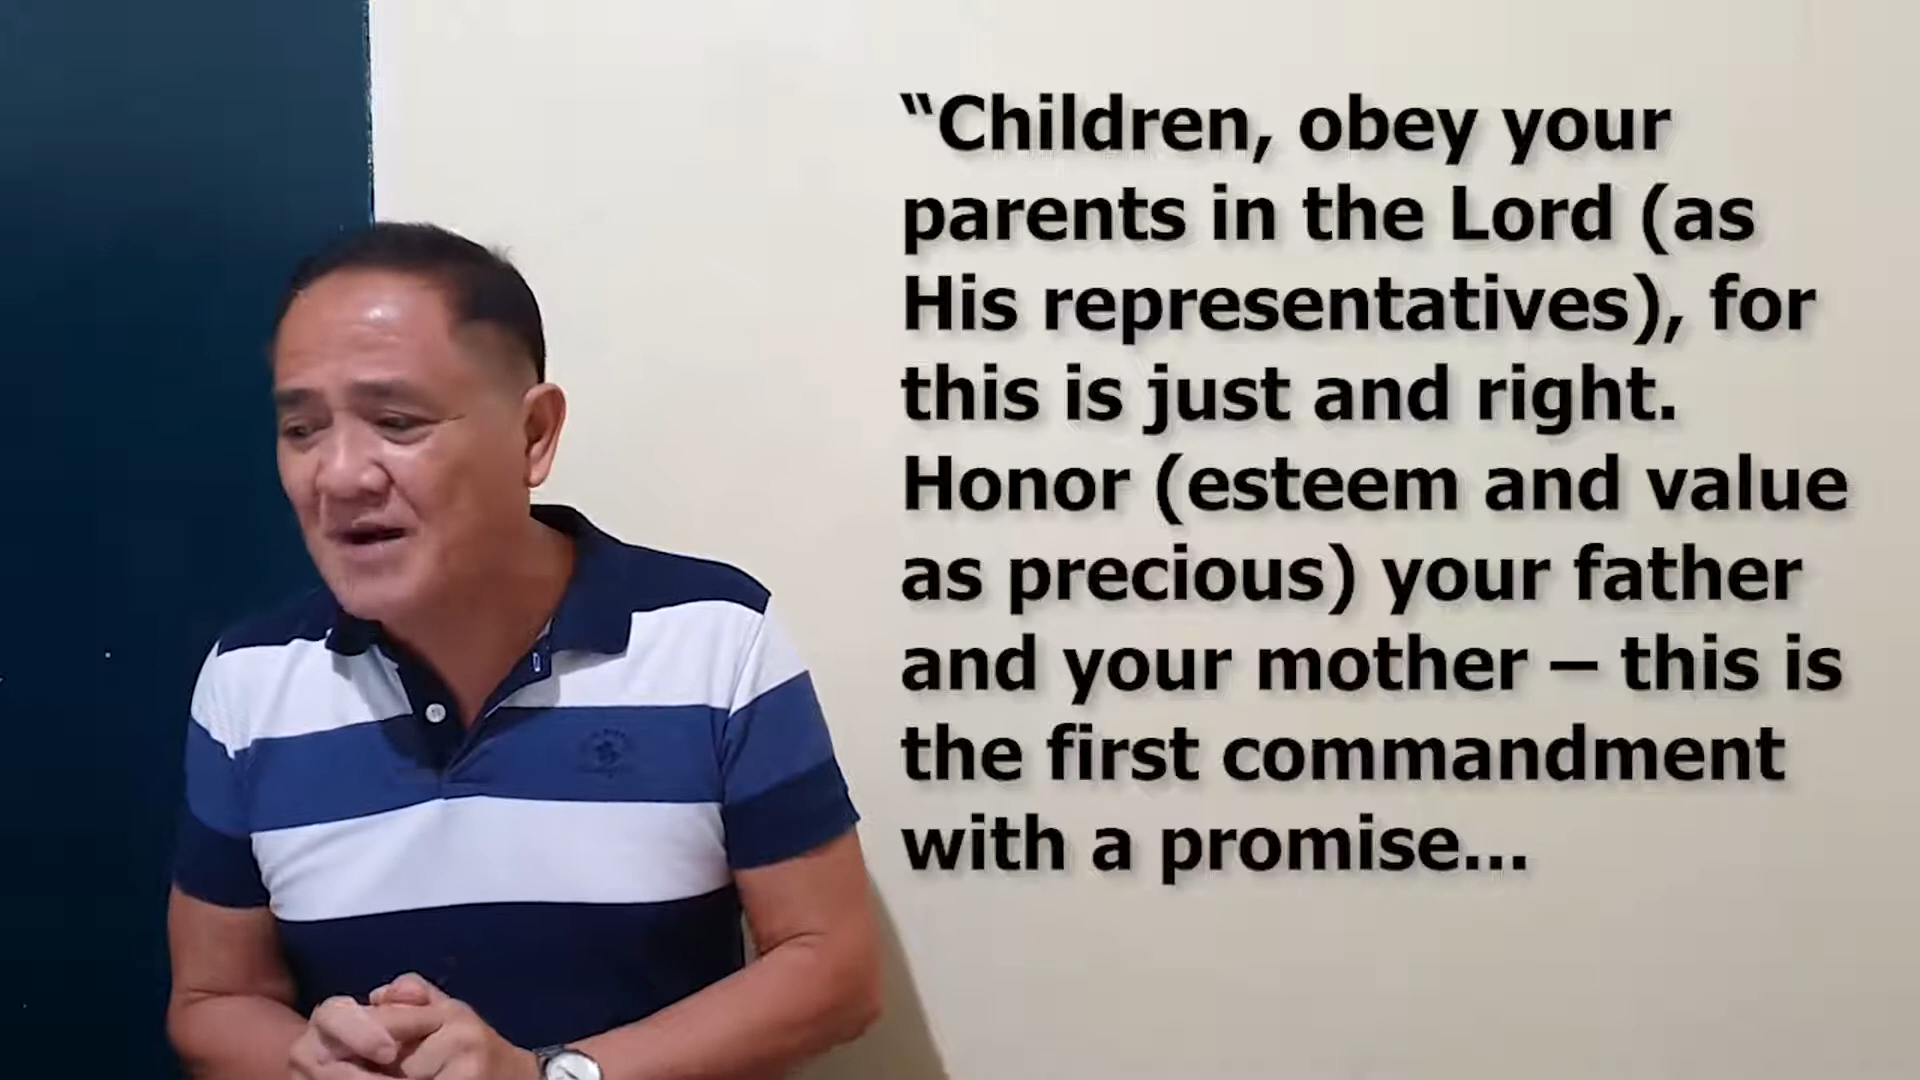 “Children, obey your
parents in the Lord (as
His representatives), for
this is just and right.
Honor (esteem and value
as precious) your father
and your mother – this is
the first commandment
with a promise...